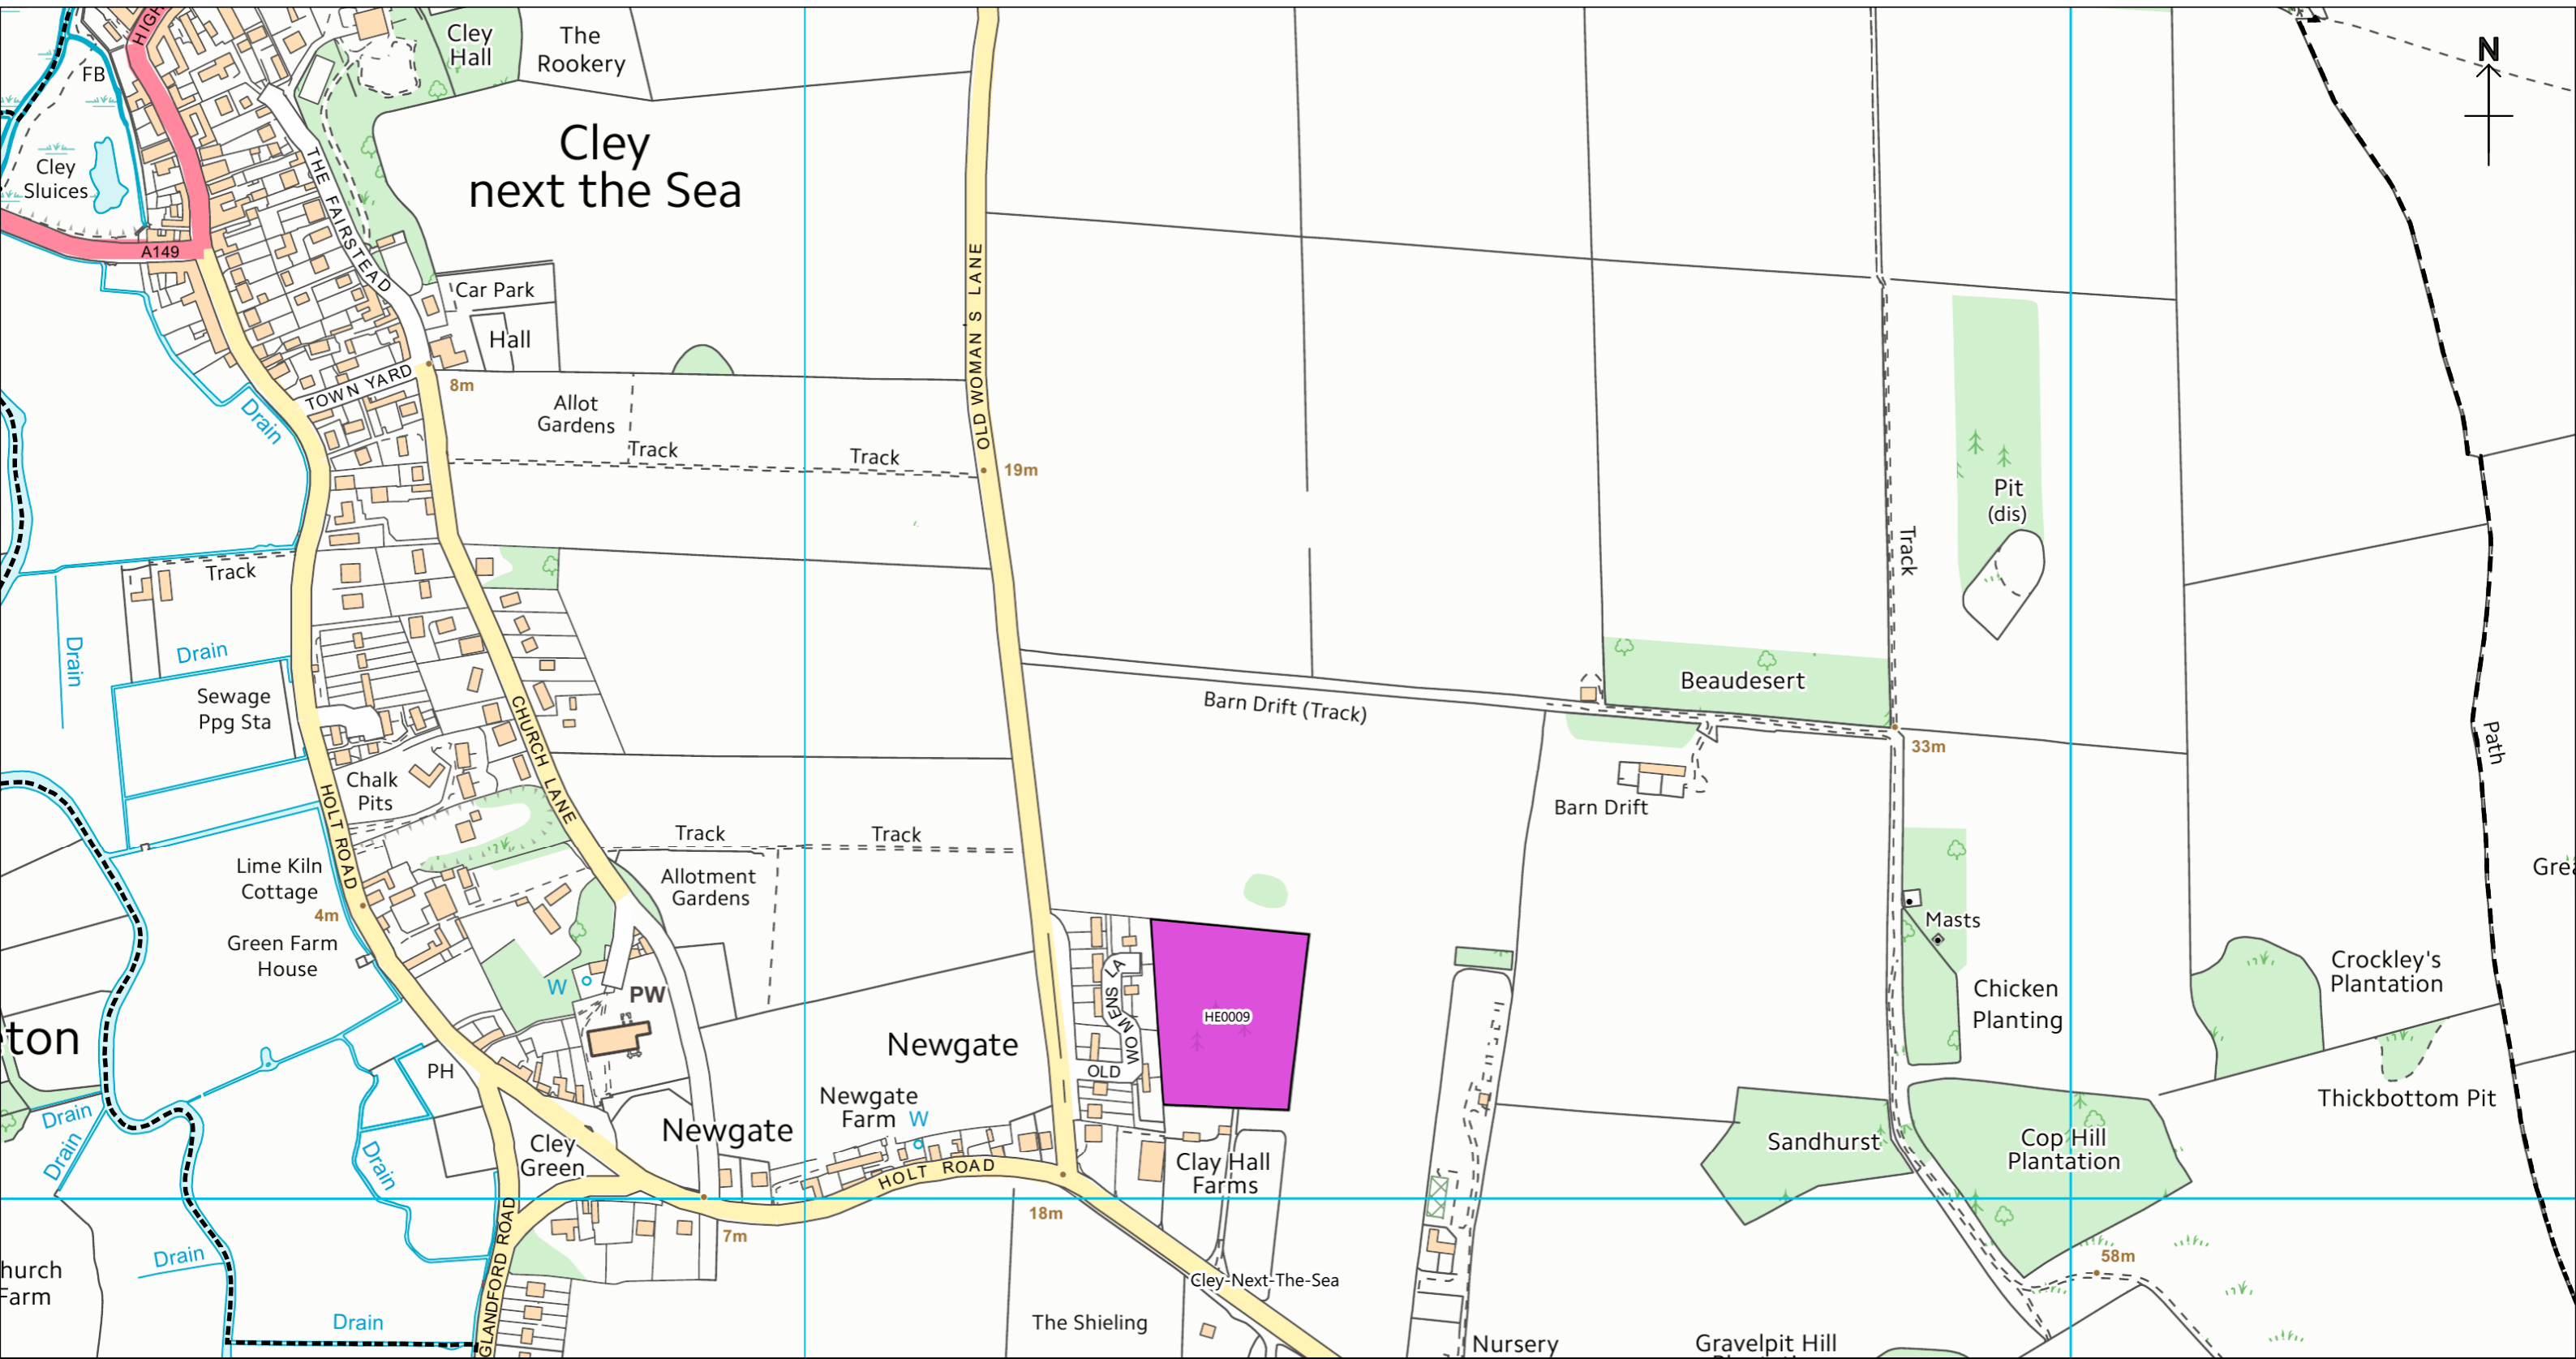 HIGH
Cley
Hall
The
Rookery
N
FB
Cley
next the Sea
Cley
Sluices
THE FAIRSTEAD
A149
OLD WOMAN S LANE
Car Park
Hall
TOWN YARD
8m
Allot
Gardens
Drain
Track
Track
19m
Pit
(dis)
Track
Track
Drain
Drain
Beaudesert
Sewage
Ppg Sta
CHURCH LANE
Barn Drift (Track)
33m
Path
Chalk
Pits
HOLT ROAD
Barn Drift
Track
Track
Lime Kiln
Cottage
Allotment
Gardens
Grea
4m
Masts
Green Farm
House
W
PW
OLD WOMENS LA
HE0009
Chicken
Planting
Crockley's
Plantation
ton
Newgate
PH
Newgate
Farm
W
Thickbottom Pit
Drain
Drain
Drain
Cley
Green
Newgate
HOLT ROAD
Clay Hall
Farms
Sandhurst
Cop Hill
Plantation
18m
7m
GLANDFORD ROAD
Drain
58m
hurch
Farm
Cley-Next-The-Sea
Drain
The Shieling
Nursery
Gravelpit Hill